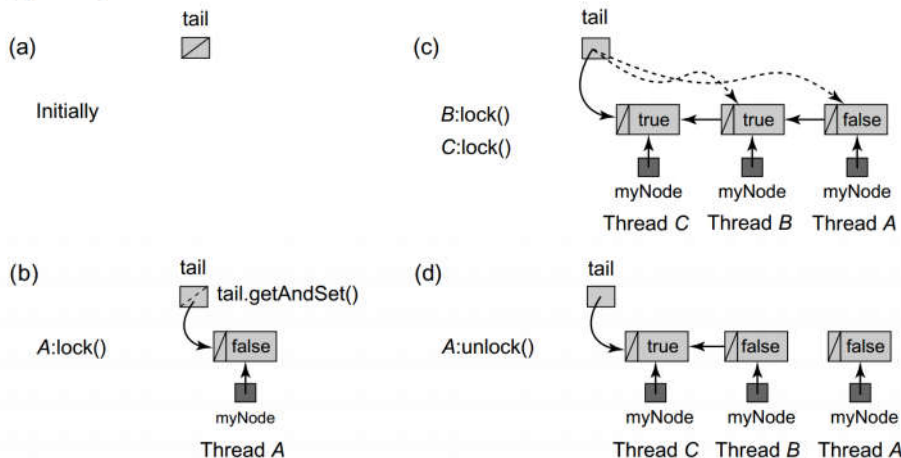 (a)
tail
Initially
(c)
tail
B:lock()
C:lock()
true
true
false
myNode
myNode
myNode
Thread C
Thread B
Thread A
(b)
tail
tail.getAndSet()
A:lock()
false
myNode
Thread A
(d)
tail
A:unlock()
true
false
false
myNode
myNode
myNode
Thread C
Thread B
Thread A